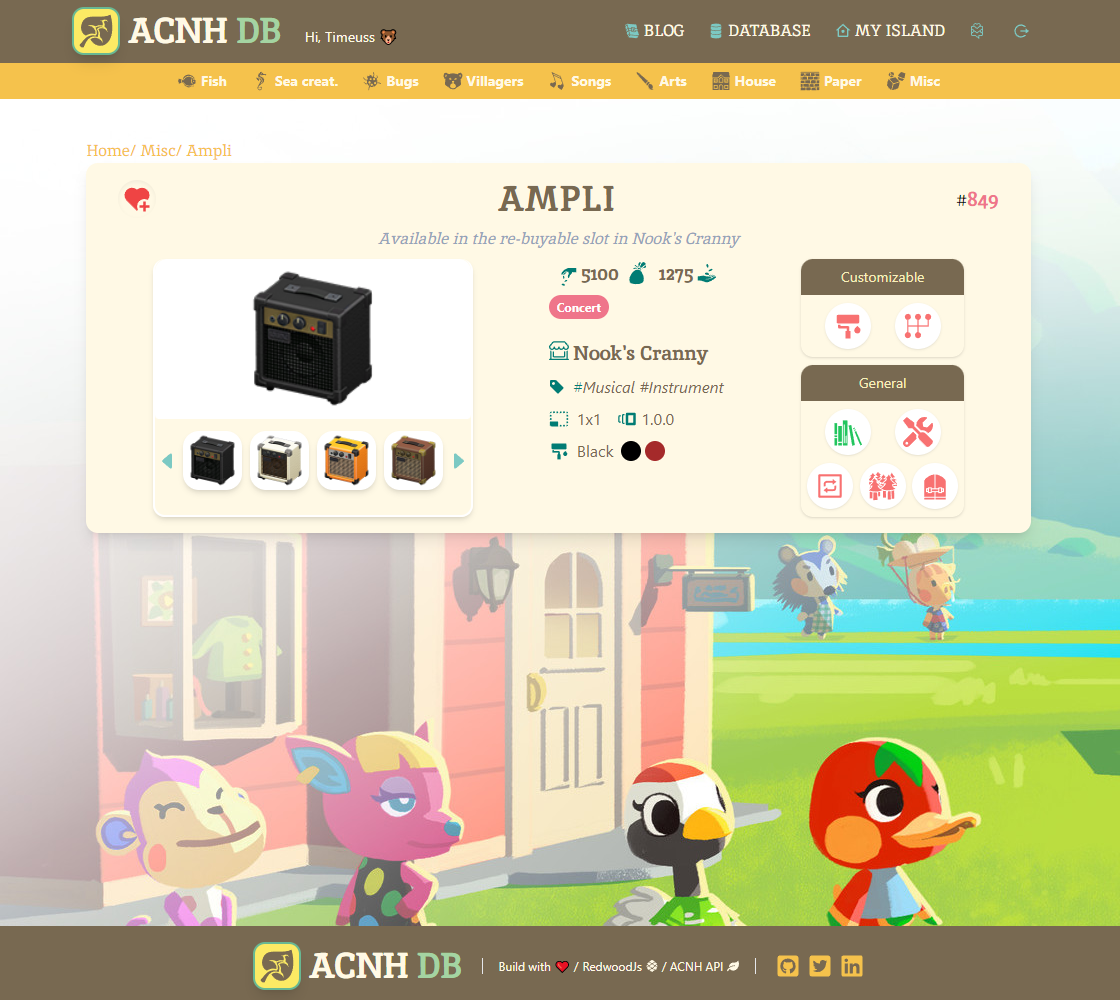 ACNH DB
Hi, Timeuss
BLOG DATABASE MY ISLAND
Fish Sea creat. Bugs Villagers Songs Arts House Paper Misc
Home/ Misc/ Ampli
AMPLI
#849
Available in the re-buyable slot in Nook's Cranny
5100 1275
Concert
Nook's Cranny
#Musical #Instrument
1x1 1.0.0
Black
Customizable
General
ACNH DB
Build with / RedwoodJs / ACNH API